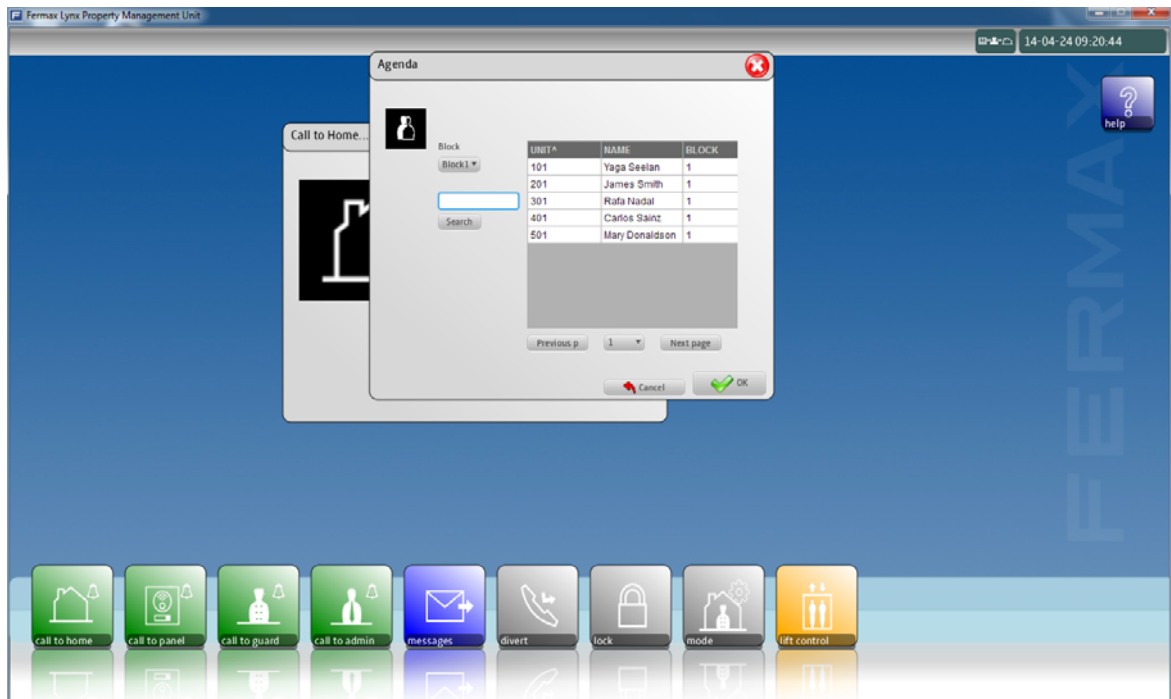 Fermax Lynx Property Management Unit
14-04-24 09:20:44
Agenda
help
Call to Home...
Block
Block1
Search
UNIT^ NAME BLOCK
101 Yaga Seelan 1
201 James Smith 1
301 Rafa Nadal 1
401 Carlos Sainz 1
501 Mary Donaldson 1
Previous p 1 Next page
Cancel OK
FERMAX
call to home call to panel call to guard call to admin messages divert lock mode lift control